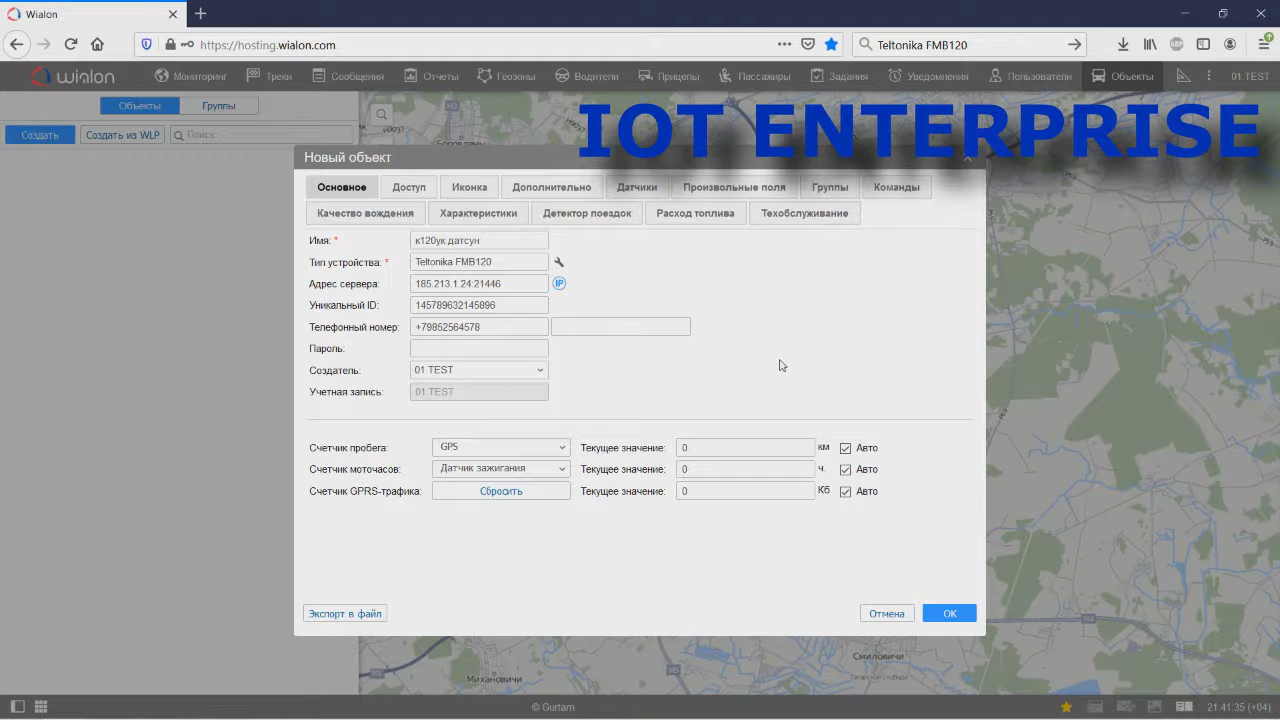 Wialon
https://hosting.wialon.com
Teltonika FMB120
wialon
Мониторинг
Треки
Сообщения
Отчеты
Геозоны
Водители
Прицепы
Пассажиры
Задания
Уведомления
Пользователи
Объекты
01.TEST
Объекты
Группы
Создать
Создать из WLP
Поиск
IOT ENTERPRISE
Новый объект
Основное
Доступ
Иконка
Дополнительно
Датчики
Произвольные поля
Группы
Команды
Качество вождения
Характеристики
Детектор поездок
Расход топлива
Техобслуживание
Имя: * к120ук датсун
Тип устройства: * Teltonika FMB120
Адрес сервера: 185.213.1.24:21446 IP
Уникальный ID: 145789632145896
Телефонный номер: +79852564578
Пароль:
Создатель: 01 TEST
Учетная запись: 01 TEST
Счетчик пробега: GPS Текущее значение: 0 км Авто
Счетчик моточасов: Датчик зажигания Текущее значение: 0 ч. Авто
Счетчик GPRS-трафика: Сбросить Текущее значение: 0 Кб Авто
Экспорт в файл
Отмена
OK
Смиловичи
Михановичи
© Gurtam
21:41:35 (+04)